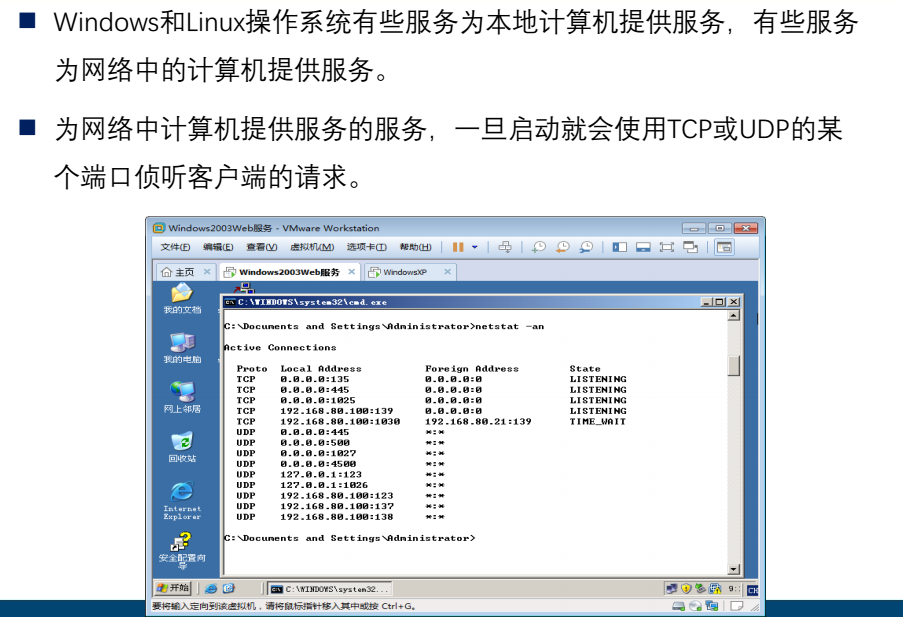 Windows和Linux操作系统有些服务为本地计算机提供服务，有些服务
为网络中的计算机提供服务。
为网络中计算机提供服务的服务，一旦启动就会使用TCP或UDP的某
个端口侦听客户端的请求。
Windows2003Web服务 - VMware Workstation
文件(F) 编辑(E) 查看(V) 虚拟机(M) 选项卡(T) 帮助(H)
主页 × Windows2003Web服务 × WindowsXP ×
我的文档
我的电脑
网上邻居
回收站
Internet
Explorer
安全配置向
导
C:\WINDOWS\system32\cmd.exe
C:\Documents and Settings\Administrator>netstat -an
Active Connections
Proto Local Address Foreign Address State
TCP 0.0.0.0:135 0.0.0.0:0 LISTENING
TCP 0.0.0.0:445 0.0.0.0:0 LISTENING
TCP 0.0.0.0:1025 0.0.0.0:0 LISTENING
TCP 192.168.80.100:139 0.0.0.0:0 LISTENING
TCP 192.168.80.100:1030 192.168.80.21:139 TIME_WAIT
UDP 0.0.0.0:445 *:*
UDP 0.0.0.0:500 *:*
UDP 0.0.0.0:1027 *:*
UDP 0.0.0.0:4500 *:*
UDP 127.0.0.1:123 *:*
UDP 127.0.0.1:1026 *:*
UDP 192.168.80.100:123 *:*
UDP 192.168.80.100:137 *:*
UDP 192.168.80.100:138 *:*
C:\Documents and Settings\Administrator>
开始 C:\WINDOWS\system32...
要将输入定向到该虚拟机，请将鼠标指针移入其中或按 Ctrl+G。